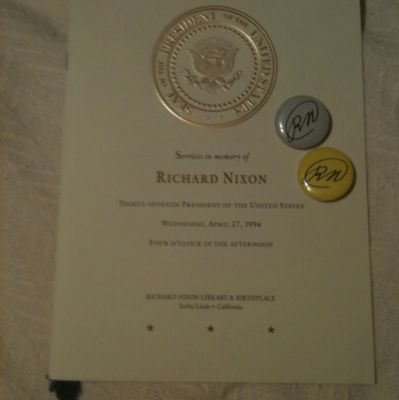 SEAL OF THE PRESIDENT OF THE UNITED STATES
RN
RN
Services in memory of
RICHARD NIXON
THIRTY-SEVENTH PRESIDENT OF THE UNITED STATES
WEDNESDAY, APRIL 27, 1994
FOUR O'CLOCK IN THE AFTERNOON
RICHARD NIXON LIBRARY & BIRTHPLACE
Yorba Linda • California